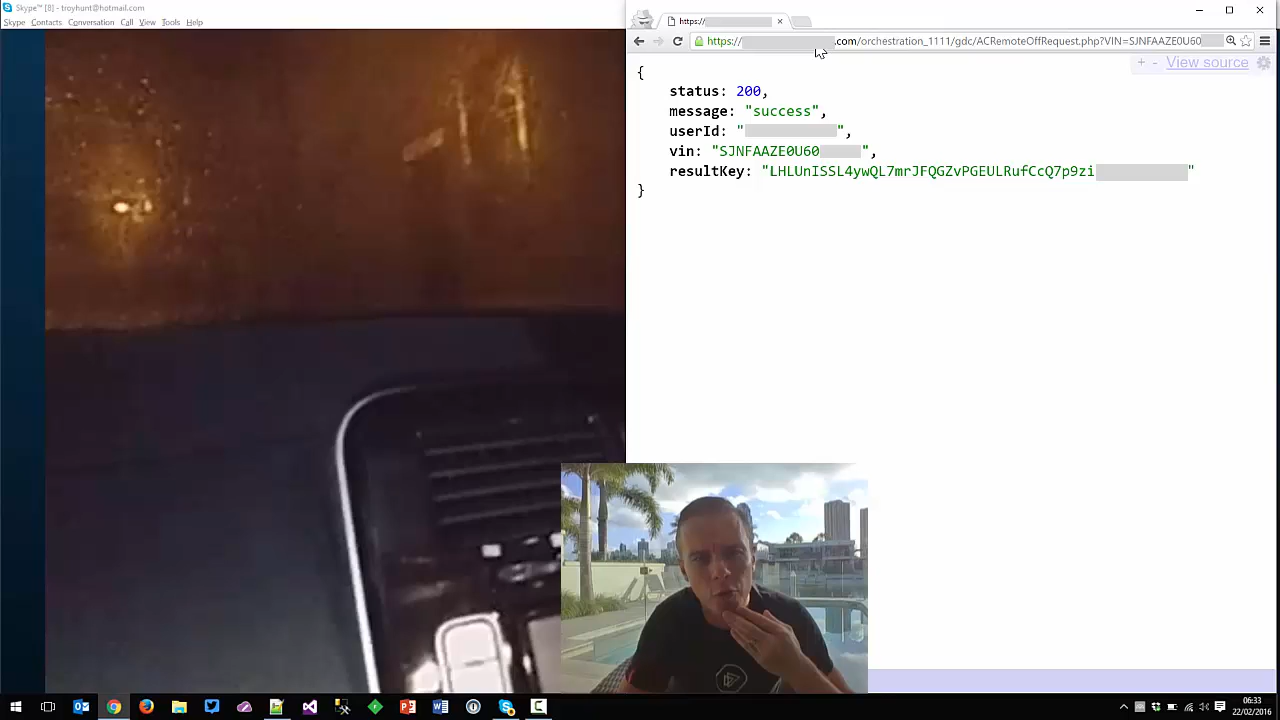 Skype™ [8] - troyhunt@hotmail.com
Skype Contacts Conversation Call View Tools Help
https://
https:// .com/orchestration_1111/gdc/ACRemoteOffRequest.php?VIN=SJNFAAZE0U60
+ - View source
{
status: 200,
message: "success",
userId: " ",
vin: "SJNFAAZE0U60 ",
resultKey: "LHLUnISSL4ywQL7mrJFQGZvPGEULRufCcQ7p9zi "
}
06:33
22/02/2016